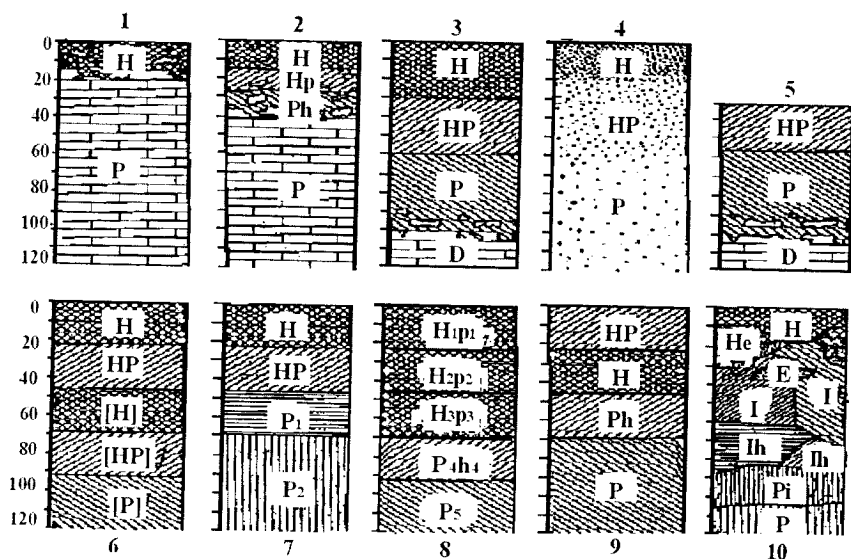 1 2 3 4
0
20
40
60
80
100
120
H
P
H
Hp
Ph
P
H
HP
P
D
H
HP
P
5
HP
P
D
0
20
40
60
80
100
120
H
HP
[H]
[HP]
[P]
H
HP
P₁
P₂
H₁p₁
H₂p₂
H₃p₃
P₄h₄
P₅
HP
H
Ph
P
H
He
E
I I
Ih Ih
Pi
P
6 7 8 9 10